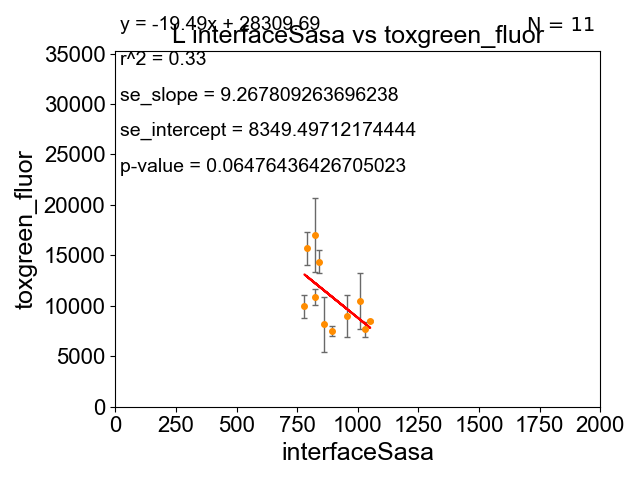 y = -19.49x + 28309.69
N = 11
L interfaceSasa vs toxgreen_fluor
r^2 = 0.33
se_slope = 9.267809263696238
se_intercept = 8349.49712174444
p-value = 0.06476436426705023
35000
30000
25000
20000
15000
10000
5000
0
toxgreen_fluor
0 250 500 750 1000 1250 1500 1750 2000
interfaceSasa